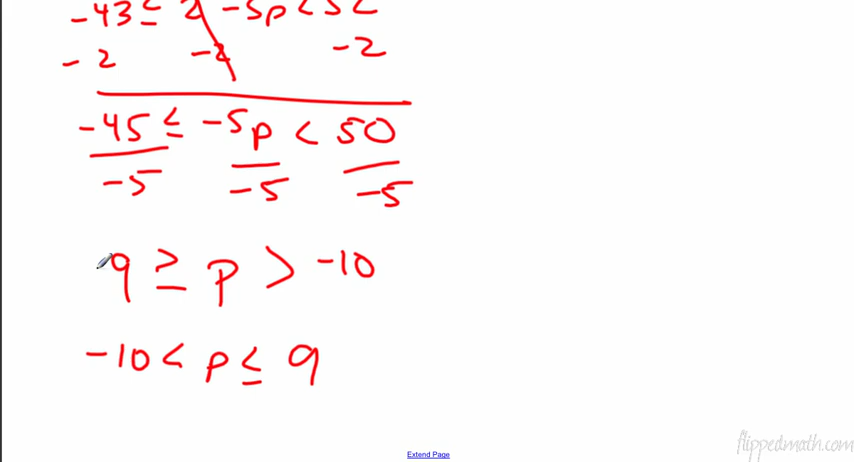 -43 ≤ 2 -5p < 52
-2 -2 -2
-45 ≤ -5p < 50
-5 -5 -5
9 ≥ p > -10
-10 < p ≤ 9
Extend Page
flippedmath.com